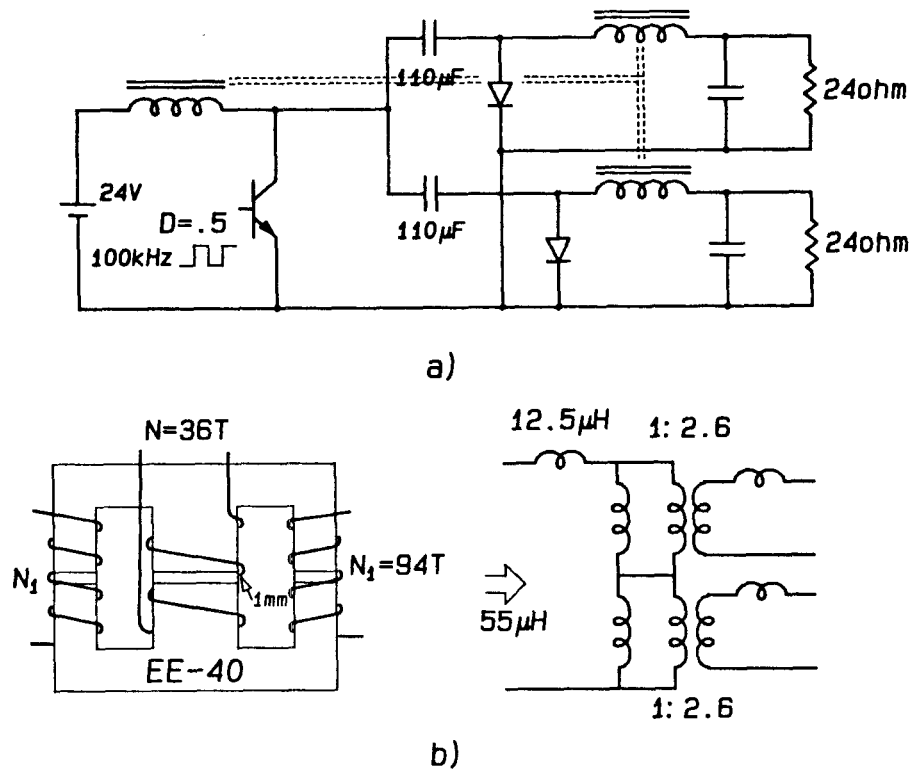 110µF
24ohm
24V
D=.5
100kHz
110µF
24ohm
a)
N=36T
N₁
N₁=94T
1mm
EE-40
12.5µH
1:2.6
55µH
1:2.6
b)